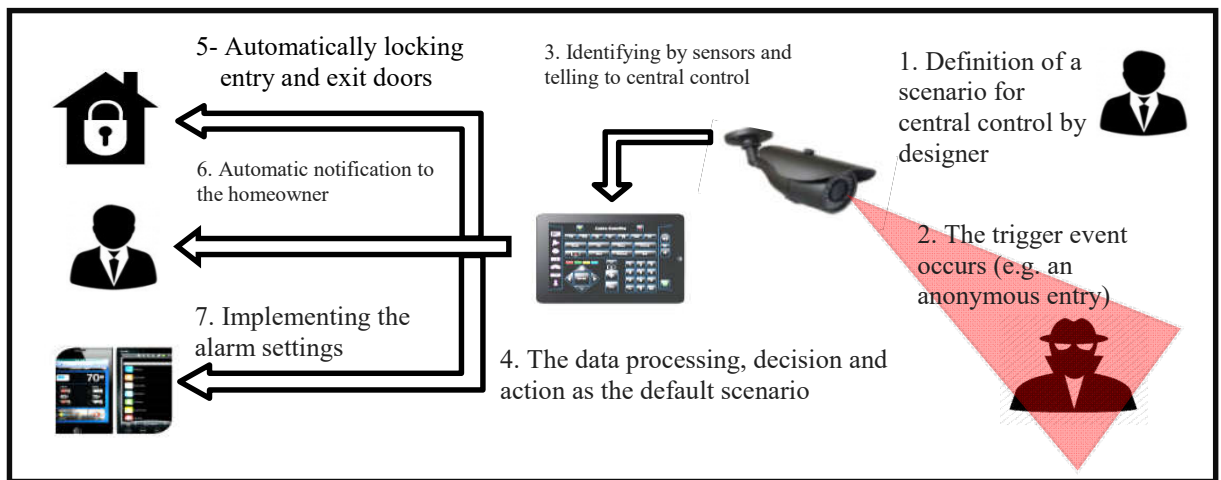 1. Definition of a
scenario for
central control by
designer
2. The trigger event
occurs (e.g. an
anonymous entry)
3. Identifying by sensors and
telling to central control
4. The data processing, decision and
action as the default scenario
5- Automatically locking
entry and exit doors
6. Automatic notification to
the homeowner
7. Implementing the
alarm settings
70